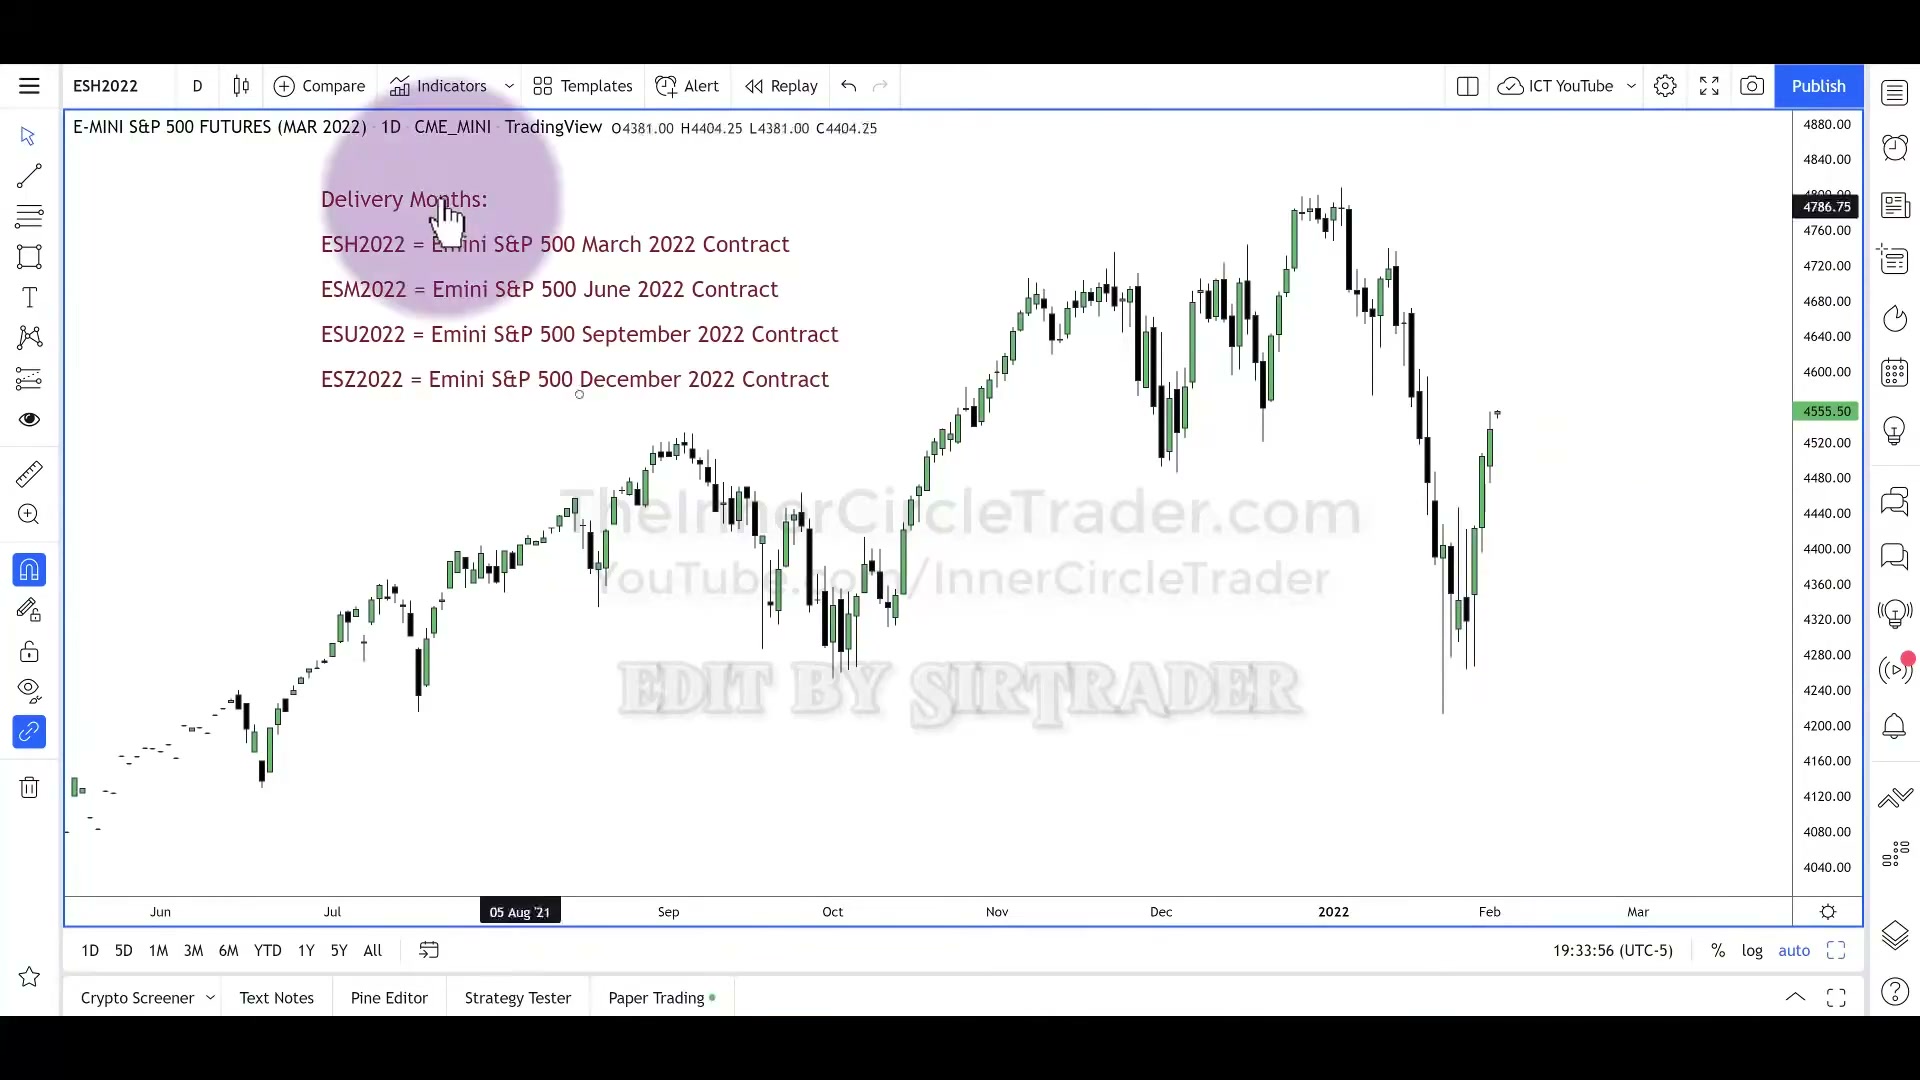 ESH2022 D Compare Indicators Templates Alert Replay ICT YouTube Publish
E-MINI S&P 500 FUTURES (MAR 2022) · 1D · CME_MINI · TradingView O4381.00 H4404.25 L4381.00 C4404.25
Delivery Months:
ESH2022 = Emini S&P 500 March 2022 Contract
ESM2022 = Emini S&P 500 June 2022 Contract
ESU2022 = Emini S&P 500 September 2022 Contract
ESZ2022 = Emini S&P 500 December 2022 Contract
TheInnerCircleTrader.com
YouTube.com/InnerCircleTrader
EDIT BY SIRTRADER
4880.00
4840.00
4800.00
4786.75
4760.00
4720.00
4680.00
4640.00
4600.00
4555.50
4520.00
4480.00
4440.00
4400.00
4360.00
4320.00
4280.00
4240.00
4200.00
4160.00
4120.00
4080.00
4040.00
Jun Jul 05 Aug '21 Sep Oct Nov Dec 2022 Feb Mar
1D 5D 1M 3M 6M YTD 1Y 5Y All 19:33:56 (UTC-5) % log auto
Crypto Screener Text Notes Pine Editor Strategy Tester Paper Trading